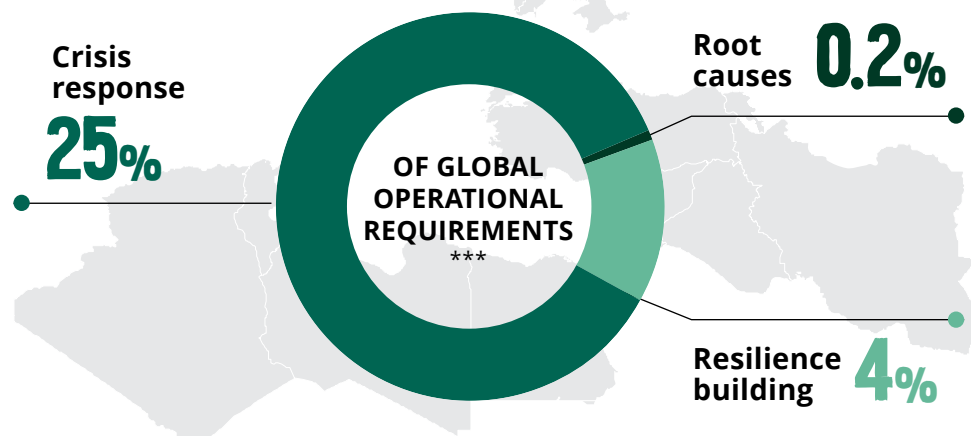 Crisis
response
25%
OF GLOBAL
OPERATIONAL
REQUIREMENTS
***
Root
causes
0.2%
Resilience
building
4%